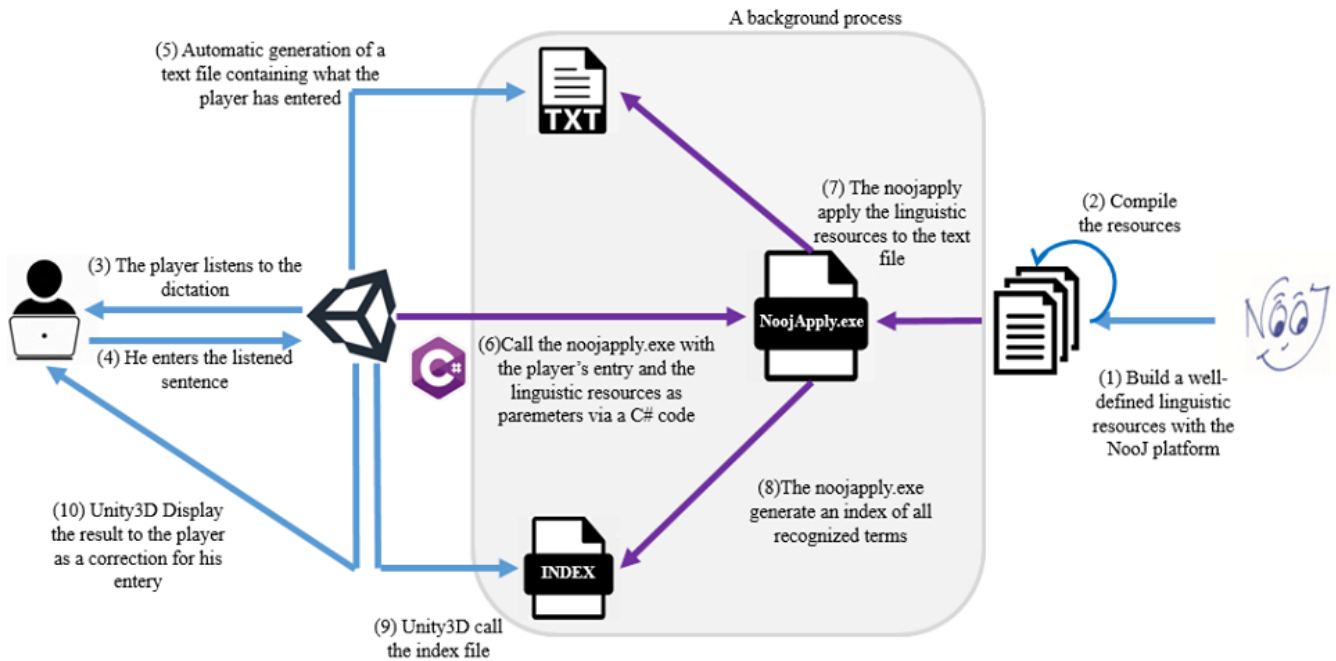 A background process
(5) Automatic generation of a
text file containing what the
player has entered
TXT
(7) The noojapply
apply the linguistic
resources to the text
file
(2) Compile
the resources
(3) The player listens to the
dictation
NoojApply.exe
NooJ
(4) He enters the listened
sentence
C#
(6)Call the noojapply.exe with
the player's entry and the
linguistic resources as
paremeters via a C# code
(1) Build a well-
defined linguistic
resources with the
NooJ platform
(8)The noojapply.exe
generate an index of all
recognized terms
(10) Unity3D Display
the result to the player
as a correction for his
entery
INDEX
(9) Unity3D call
the index file